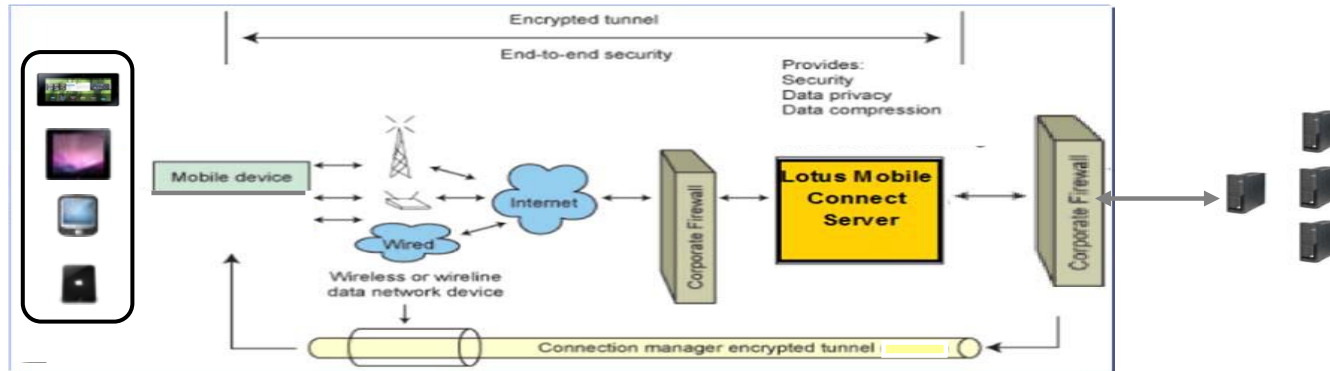 Encrypted tunnel
End-to-end security
Provides:
Security
Data privacy
Data compression
Mobile device
Internet
Wired
Wireless or wireline
data network device
Corporate Firewall
Lotus Mobile
Connect
Server
Corporate Firewall
Connection manager encrypted tunnel